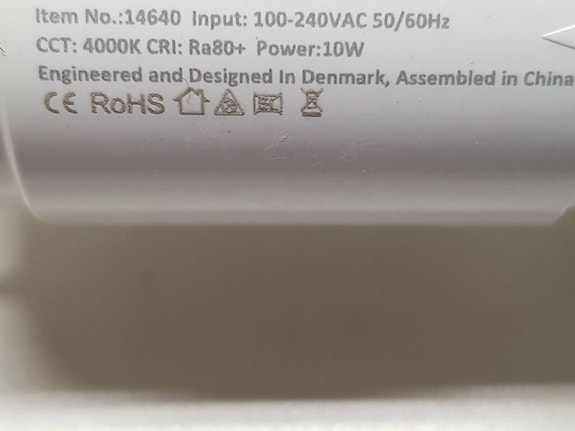 Item No.:14640 Input: 100-240VAC 50/60Hz
CCT: 4000K CRI: Ra80+ Power:10W
Engineered and Designed In Denmark, Assembled in China
CE RoHS